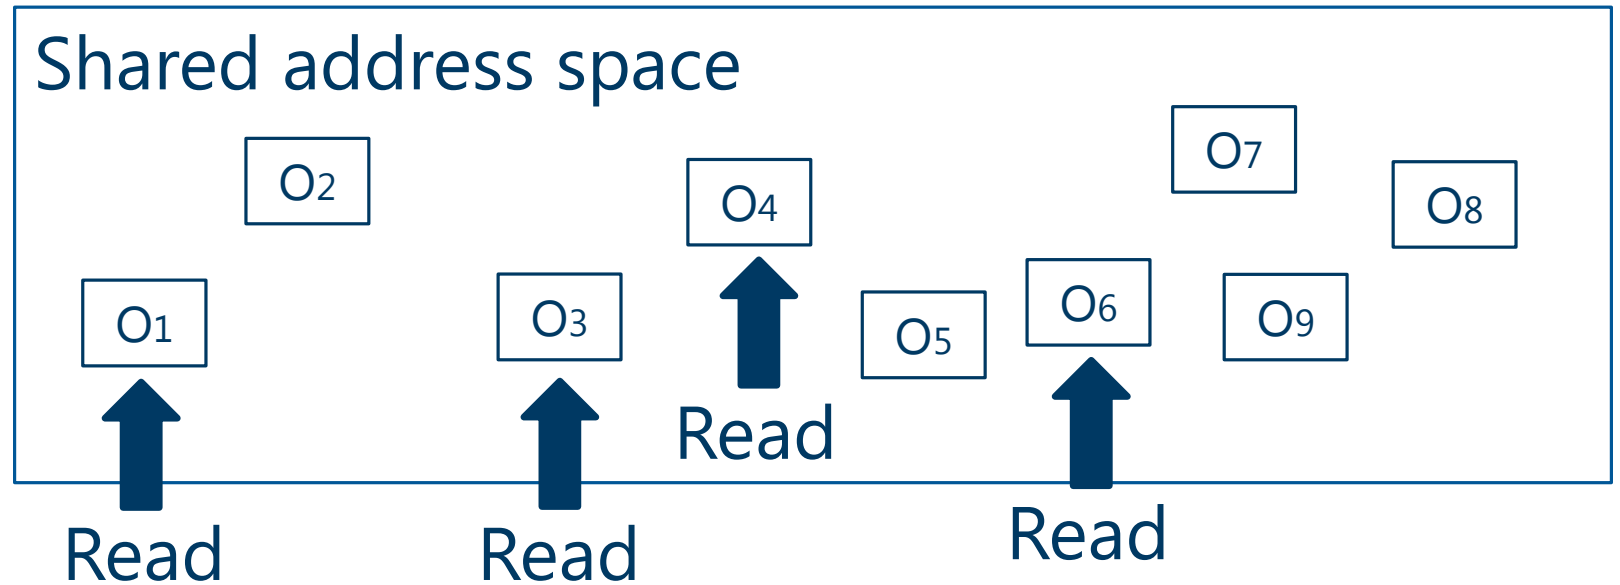 Shared address space
O7
O2
O8
O4
O6
O1
O3
O9
O5
Read
Read
Read
Read